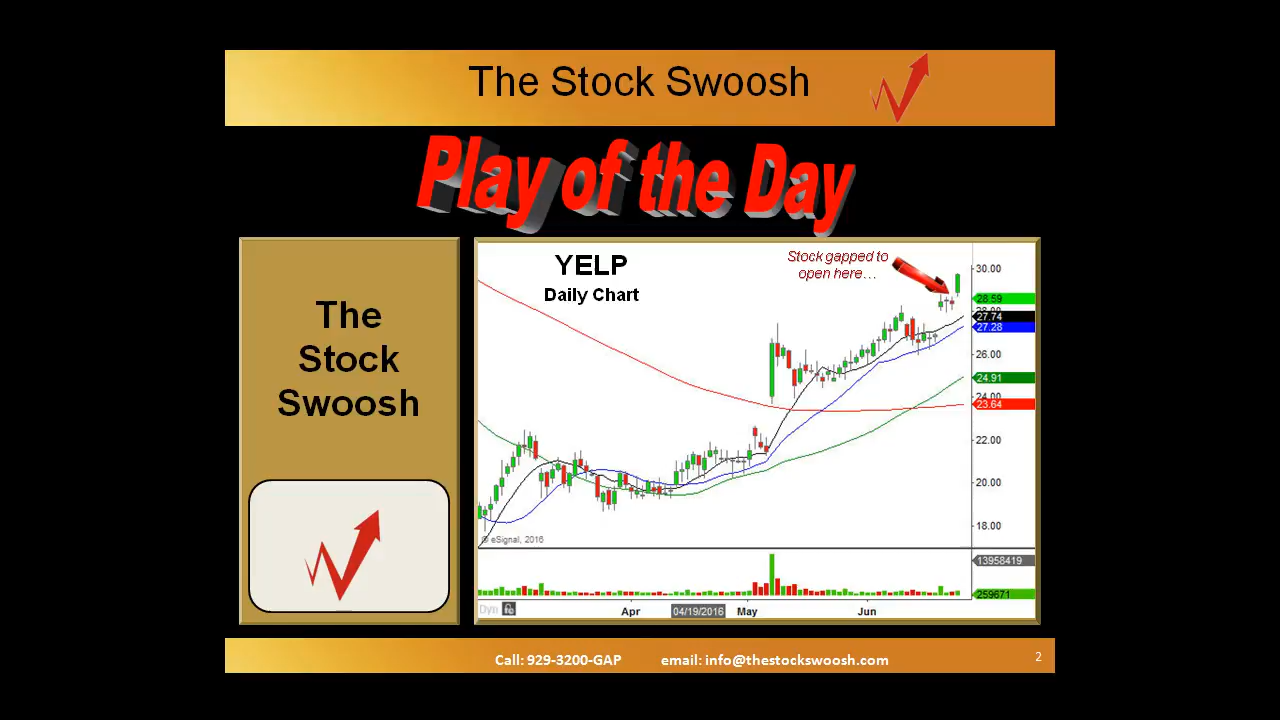 The Stock Swoosh
Play of the Day
The
Stock
Swoosh
YELP
Daily Chart
Stock gapped to
open here...
30.00
28.59
27.74
27.28
26.00
24.91
24.00
23.64
22.00
20.00
18.00
© eSignal, 2016
13958419
259671
Dyn
Apr 04/19/2016 May Jun
Call: 929-3200-GAP email: info@thestockswoosh.com
2